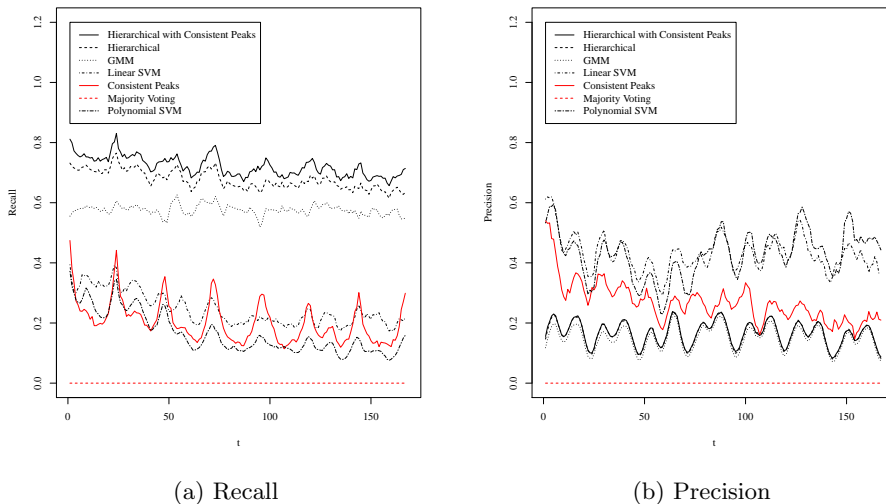 1.2
1.0
0.8
0.6
0.4
0.2
0.0
Recall
Hierarchical with Consistent Peaks
Hierarchical
GMM
Linear SVM
Consistent Peaks
Majority Voting
Polynomial SVM
0
50
100
150
t
(a) Recall
1.2
1.0
0.8
0.6
0.4
0.2
0.0
Precision
Hierarchical with Consistent Peaks
Hierarchical
GMM
Linear SVM
Consistent Peaks
Majority Voting
Polynomial SVM
0
50
100
150
t
(b) Precision